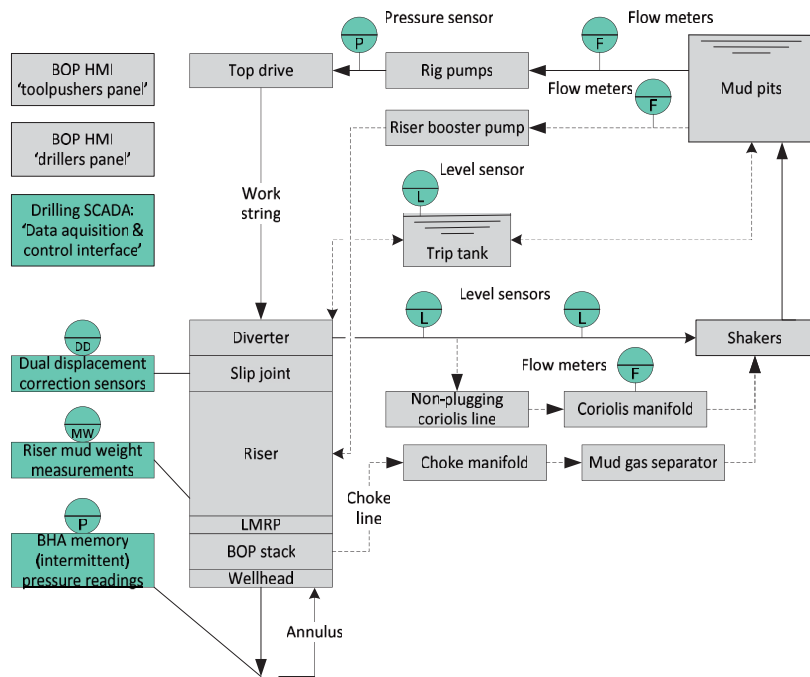 Pressure sensor
Flow meters
P
F
BOP HMI
‘toolpushers panel’
Top drive
Rig pumps
Mud pits
Flow meters
F
BOP HMI
‘drillers panel’
Riser booster pump
Level sensor
L
Work
string
Drilling SCADA:
‘Data aquisition &
control interface’
Trip tank
Level sensors
L
L
Diverter
Shakers
DD
Dual displacement
correction sensors
Slip joint
Flow meters
F
Non-plugging
coriolis line
Coriolis manifold
MW
Riser mud weight
measurements
Riser
Choke manifold
Mud gas separator
Choke
line
P
BHA memory
(intermittent)
pressure readings
LMRP
BOP stack
Wellhead
Annulus